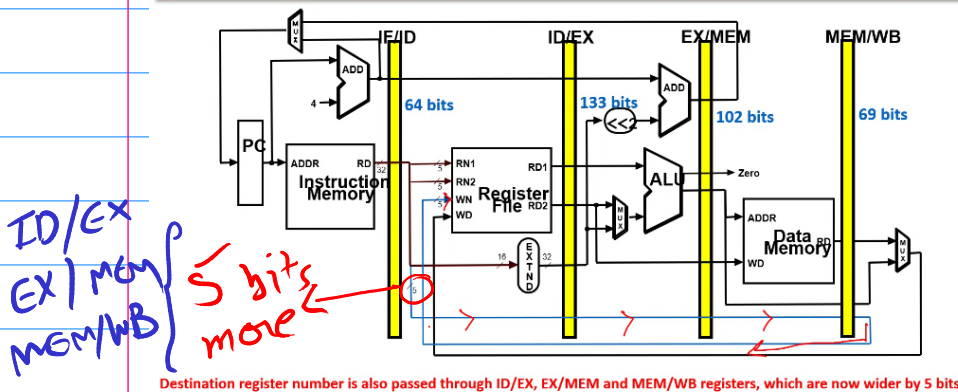 IF/ID
ID/EX
EX/MEM
MEM/WB
MUX
ADD
4
64 bits
133 bits
<<2
ADD
102 bits
69 bits
PC
ADDR
RD
32
Instruction
Memory
5
RN1
5
RN2
5
WN
WD
Register
File
RD1
RD2
MUX
ALU
Zero
ADDR
Data
Memory
RD
WD
MUX
16
EXTND
32
5
ID/EX
EX/MEM
MEM/WB
5 bits
more
Destination register number is also passed through ID/EX, EX/MEM and MEM/WB registers, which are now wider by 5 bits